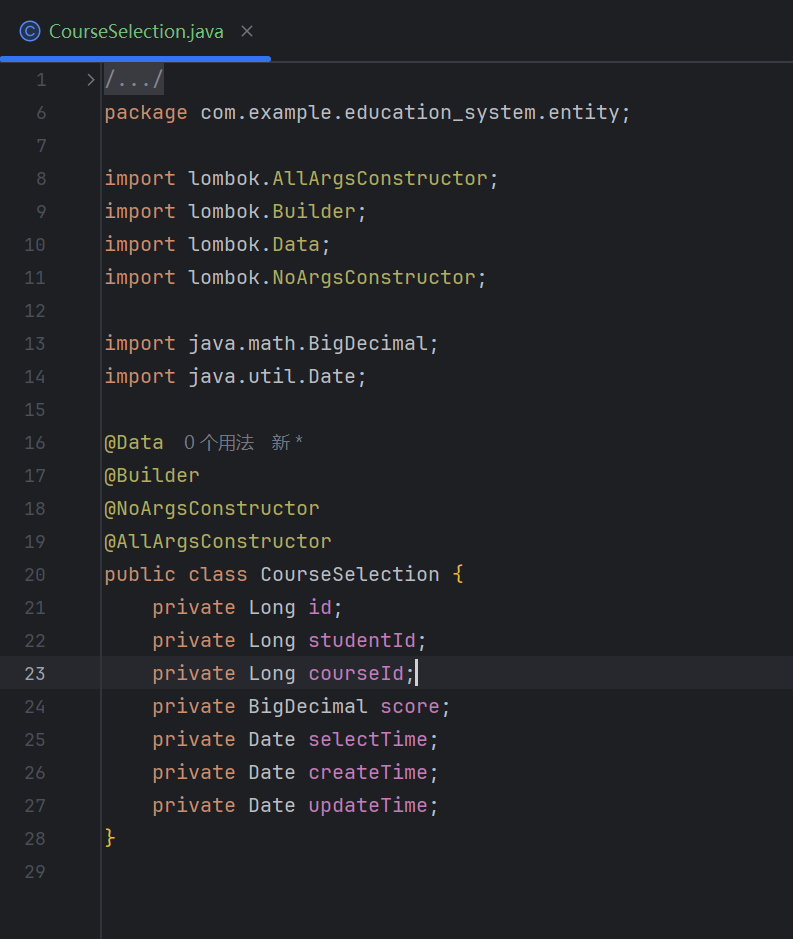 CourseSelection.java
1 /.../
6 package com.example.education_system.entity;
7
8 import lombok.AllArgsConstructor;
9 import lombok.Builder;
10 import lombok.Data;
11 import lombok.NoArgsConstructor;
12
13 import java.math.BigDecimal;
14 import java.util.Date;
15
16 @Data 0 个用法 新 *
17 @Builder
18 @NoArgsConstructor
19 @AllArgsConstructor
20 public class CourseSelection {
21 private Long id;
22 private Long studentId;
23 private Long courseId;
24 private BigDecimal score;
25 private Date selectTime;
26 private Date createTime;
27 private Date updateTime;
28 }
29